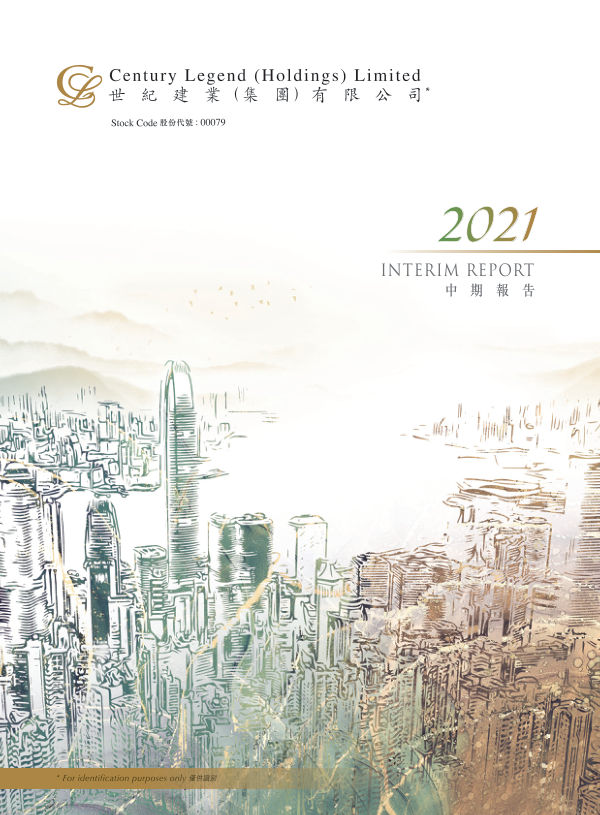 Century Legend (Holdings) Limited
世紀建業(集團)有限公司*
Stock Code 股份代號 : 00079
2021
INTERIM REPORT
中期報告
* For identification purposes only 僅供識別